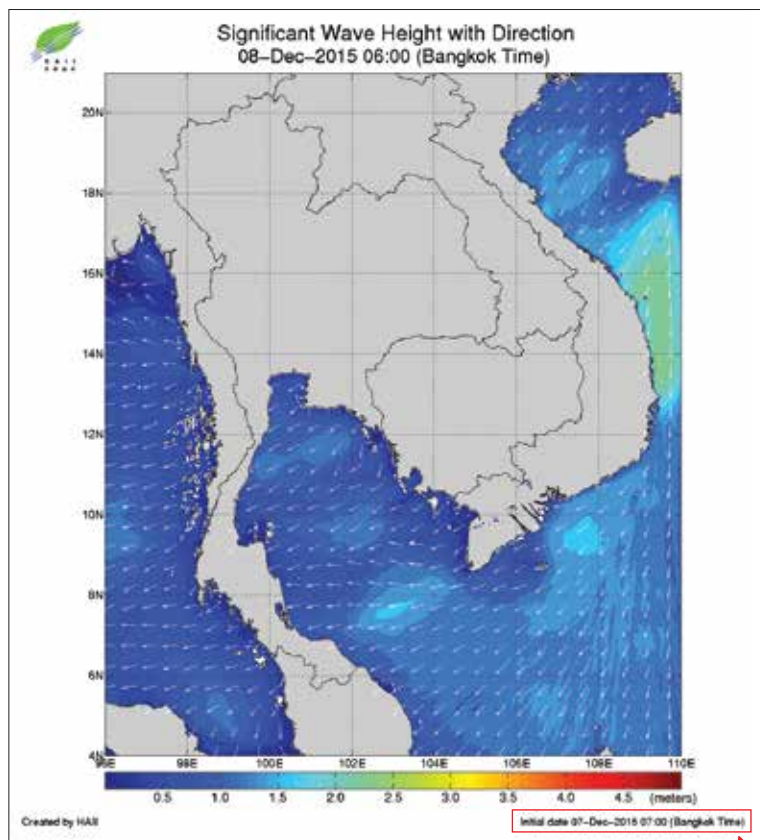 Significant Wave Height with Direction
08-Dec-2015 06:00 (Bangkok Time)
20N
18N
16N
14N
12N
10N
8N
6N
4N
96E 98E 100E 102E 104E 106E 108E 110E
0.5 1.0 1.5 2.0 2.5 3.0 3.5 4.0 4.5 (meters)
Created by HAII
Initial date 07-Dec-2015 07:00 (Bangkok Time)